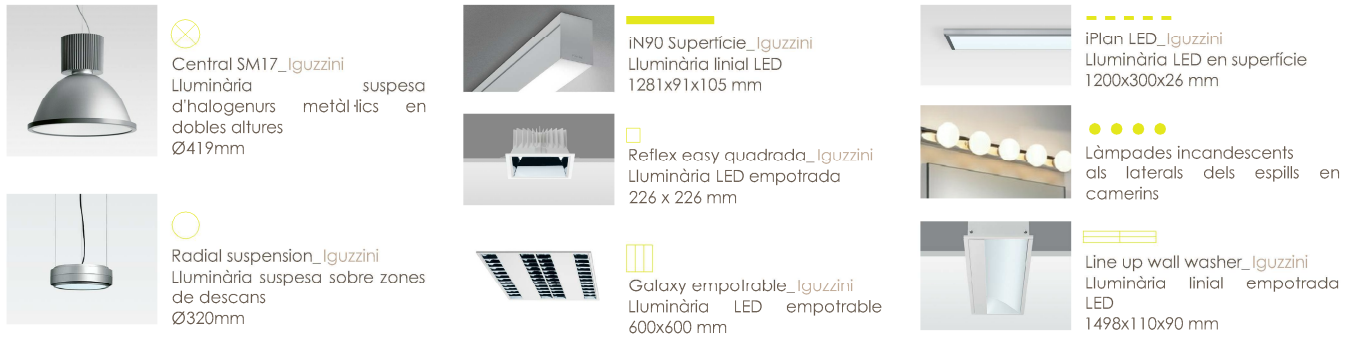 Central SM17_Iguzzini
Lluminària suspesa
d'halogenurs metàl·lics en
dobles altures
Ø419mm
Radial suspension_Iguzzini
Lluminària suspesa sobre zones
de descans
Ø320mm
iN90 Superfície_Iguzzini
Lluminària linial LED
1281x91x105 mm
Reflex easy quadrada_Iguzzini
Lluminària LED empotrada
226 x 226 mm
Galaxy empotrable_Iguzzini
Lluminària LED empotrable
600x600 mm
iPlan LED_Iguzzini
Lluminària LED en superfície
1200x300x26 mm
Làmpades incandescents
als laterals dels espills en
camerins
Line up wall washer_Iguzzini
Lluminària linial empotrada
LED
1498x110x90 mm